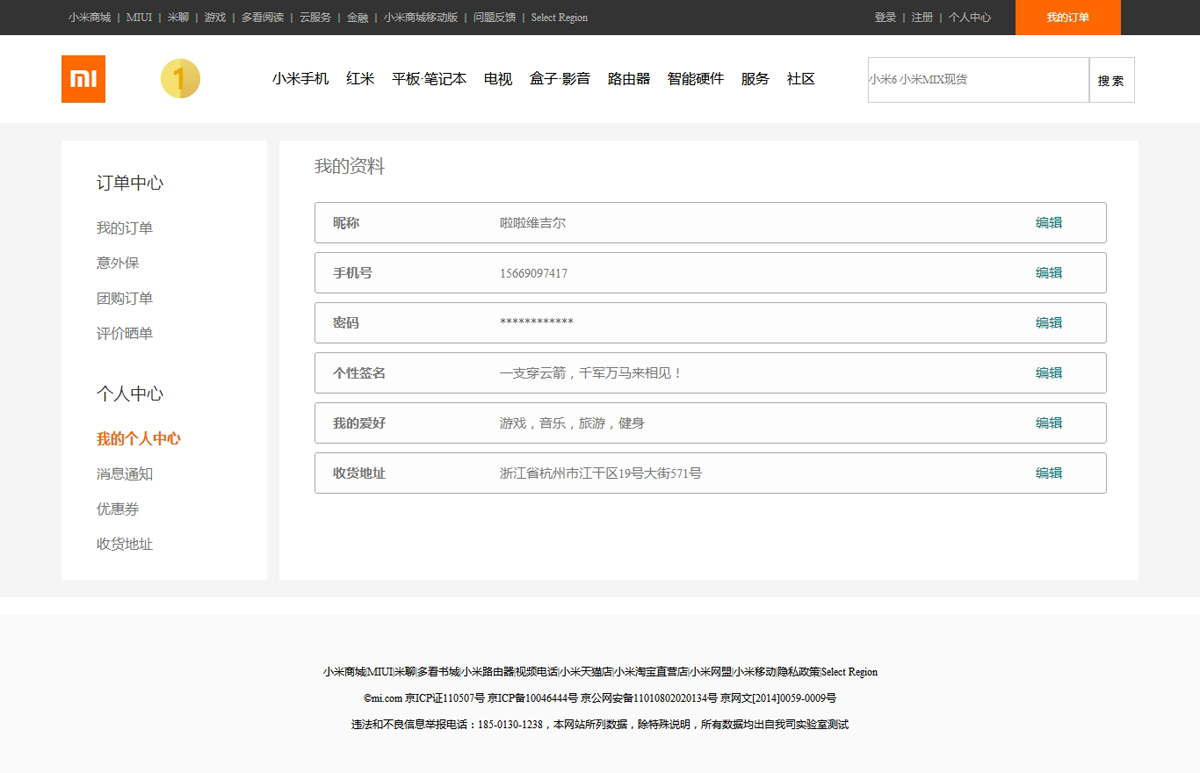 小米商城 | MIUI | 米聊 | 游戏 | 多看阅读 | 云服务 | 金融 | 小米商城移动版 | 问题反馈 | Select Region
登录 | 注册 | 个人中心
我的订单
mi
1
小米手机 红米 平板·笔记本 电视 盒子·影音 路由器 智能硬件 服务 社区
小米6 小米MIX现货
搜 索
订单中心
我的订单
意外保
团购订单
评价晒单
个人中心
我的个人中心
消息通知
优惠券
收货地址
我的资料
昵称 啦啦维吉尔 编辑
手机号 15669097417 编辑
密码 ************ 编辑
个性签名 一支穿云箭，千军万马来相见！ 编辑
我的爱好 游戏，音乐，旅游，健身 编辑
收货地址 浙江省杭州市江干区19号大街571号 编辑
小米商城|MIUI|米聊|多看书城|小米路由器|视频电话|小米天猫店|小米淘宝直营店|小米网盟|小米移动|隐私政策|Select Region
©mi.com 京ICP证110507号 京ICP备10046444号 京公网安备11010802020134号 京网文[2014]0059-0009号
违法和不良信息举报电话：185-0130-1238，本网站所列数据，除特殊说明，所有数据均出自我司实验室测试